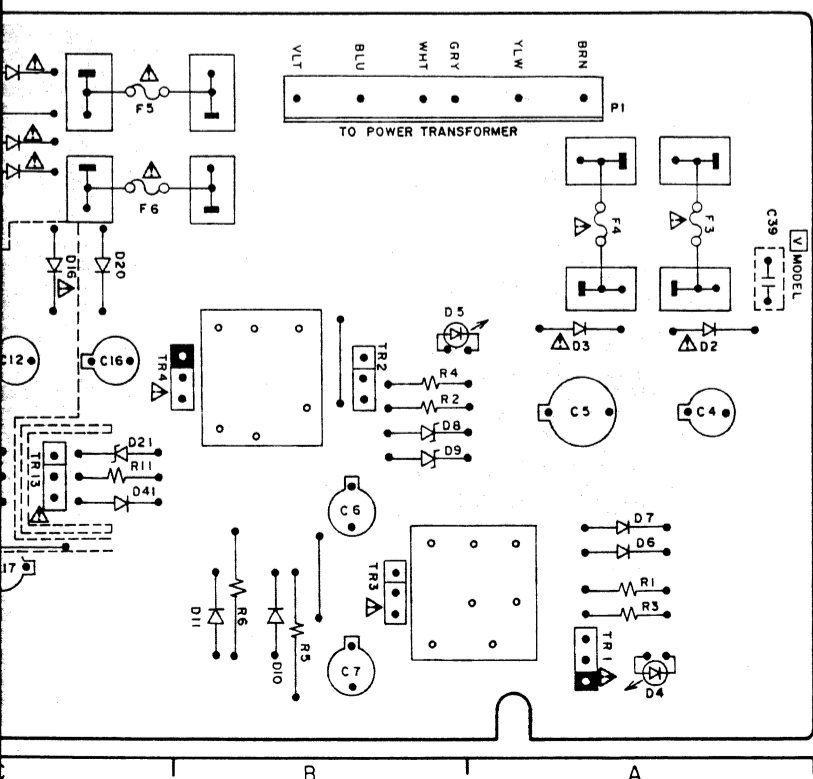 VLT BLU WHT GRY YLW BRN
P1
TO POWER TRANSFORMER
F5
F6
F4
F3
C39
V MODEL
D16
D20
D5
D3
D2
C12
C16
TR4
TR2
R4
R2
D8
D9
C5
C4
TR13
D21
R11
D41
C6
D7
D6
17
TR3
R1
R3
D11
R6
D10
R5
C7
TR1
D4
B
A